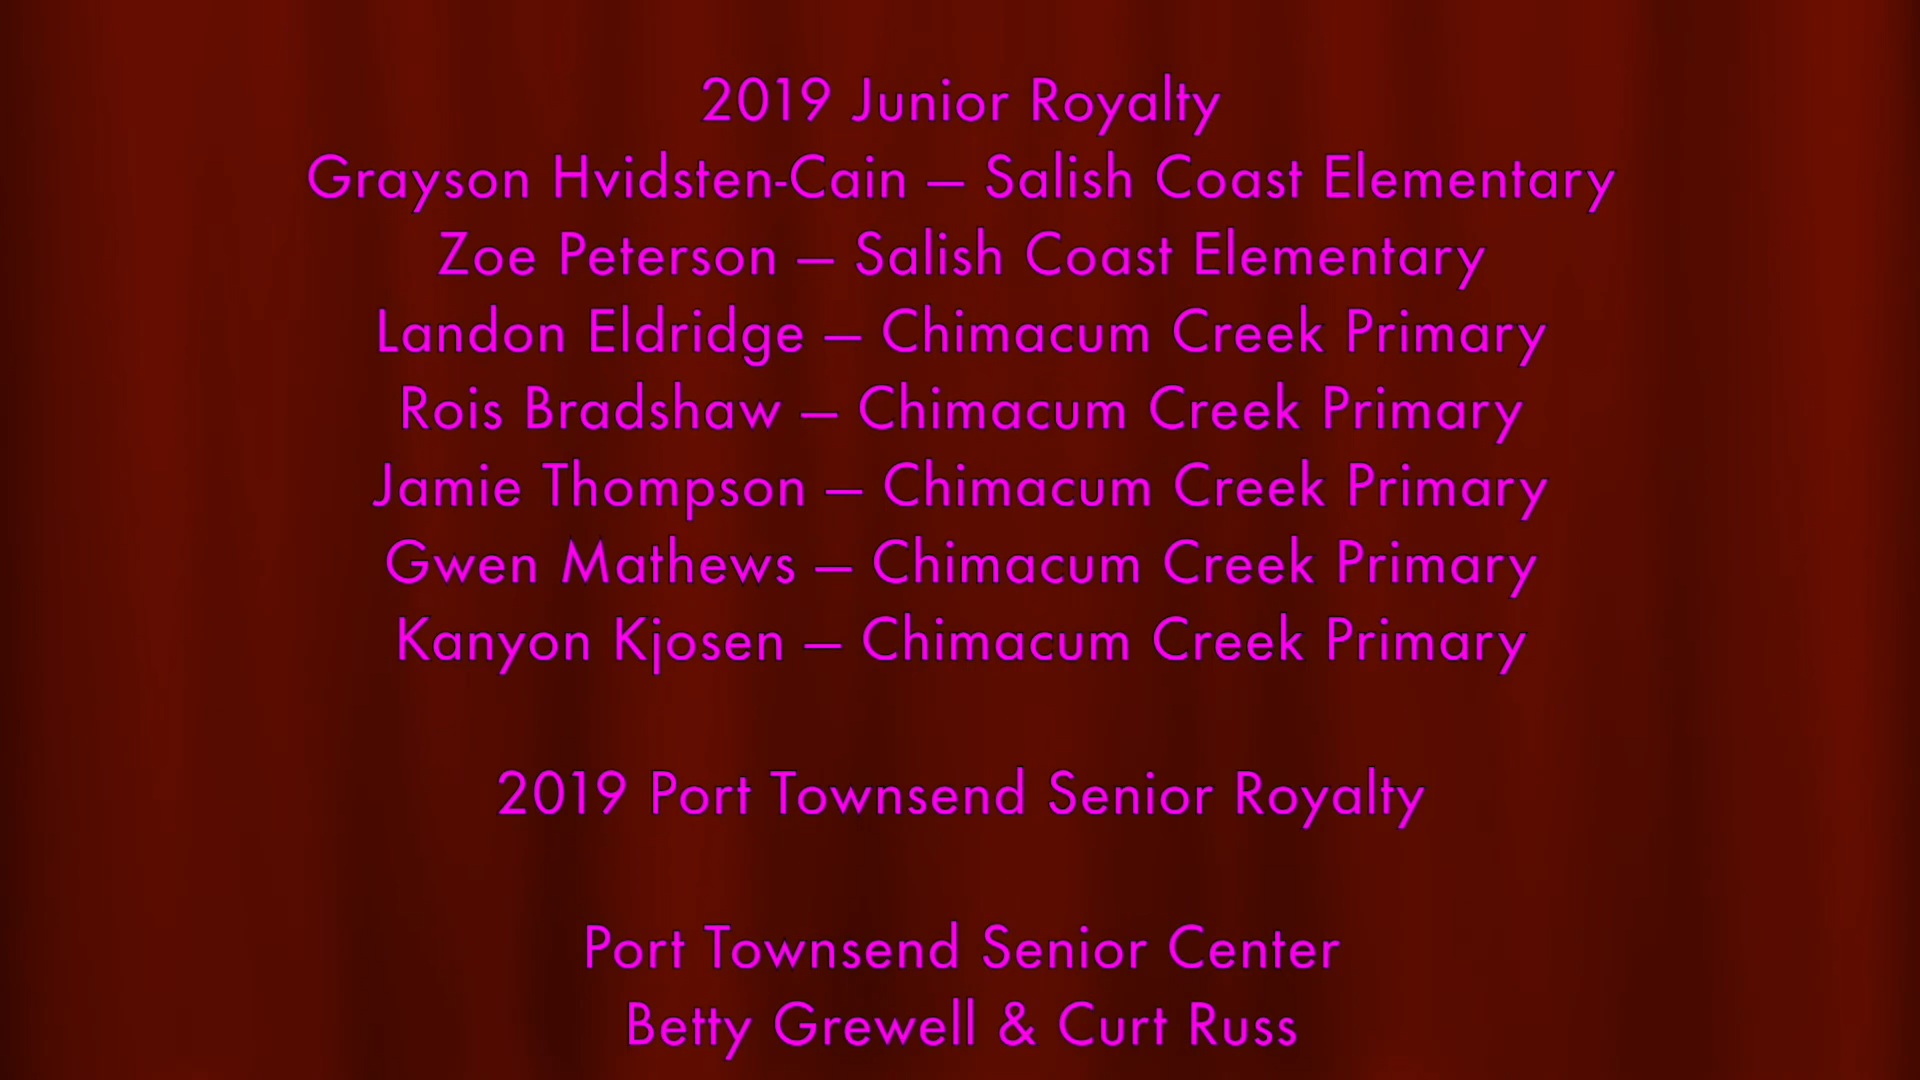 2019 Junior Royalty
Grayson Hvidsten-Cain – Salish Coast Elementary
Zoe Peterson – Salish Coast Elementary
Landon Eldridge – Chimacum Creek Primary
Rois Bradshaw – Chimacum Creek Primary
Jamie Thompson – Chimacum Creek Primary
Gwen Mathews – Chimacum Creek Primary
Kanyon Kjosen – Chimacum Creek Primary
2019 Port Townsend Senior Royalty
Port Townsend Senior Center
Betty Grewell & Curt Russ